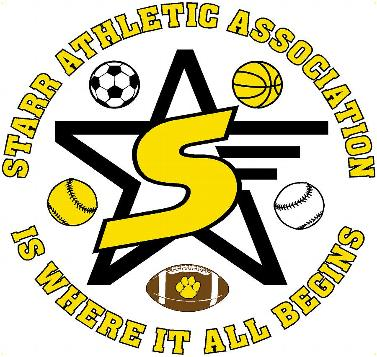 STARR ATHLETIC ASSOCIATION
S
IS WHERE IT ALL BEGINS